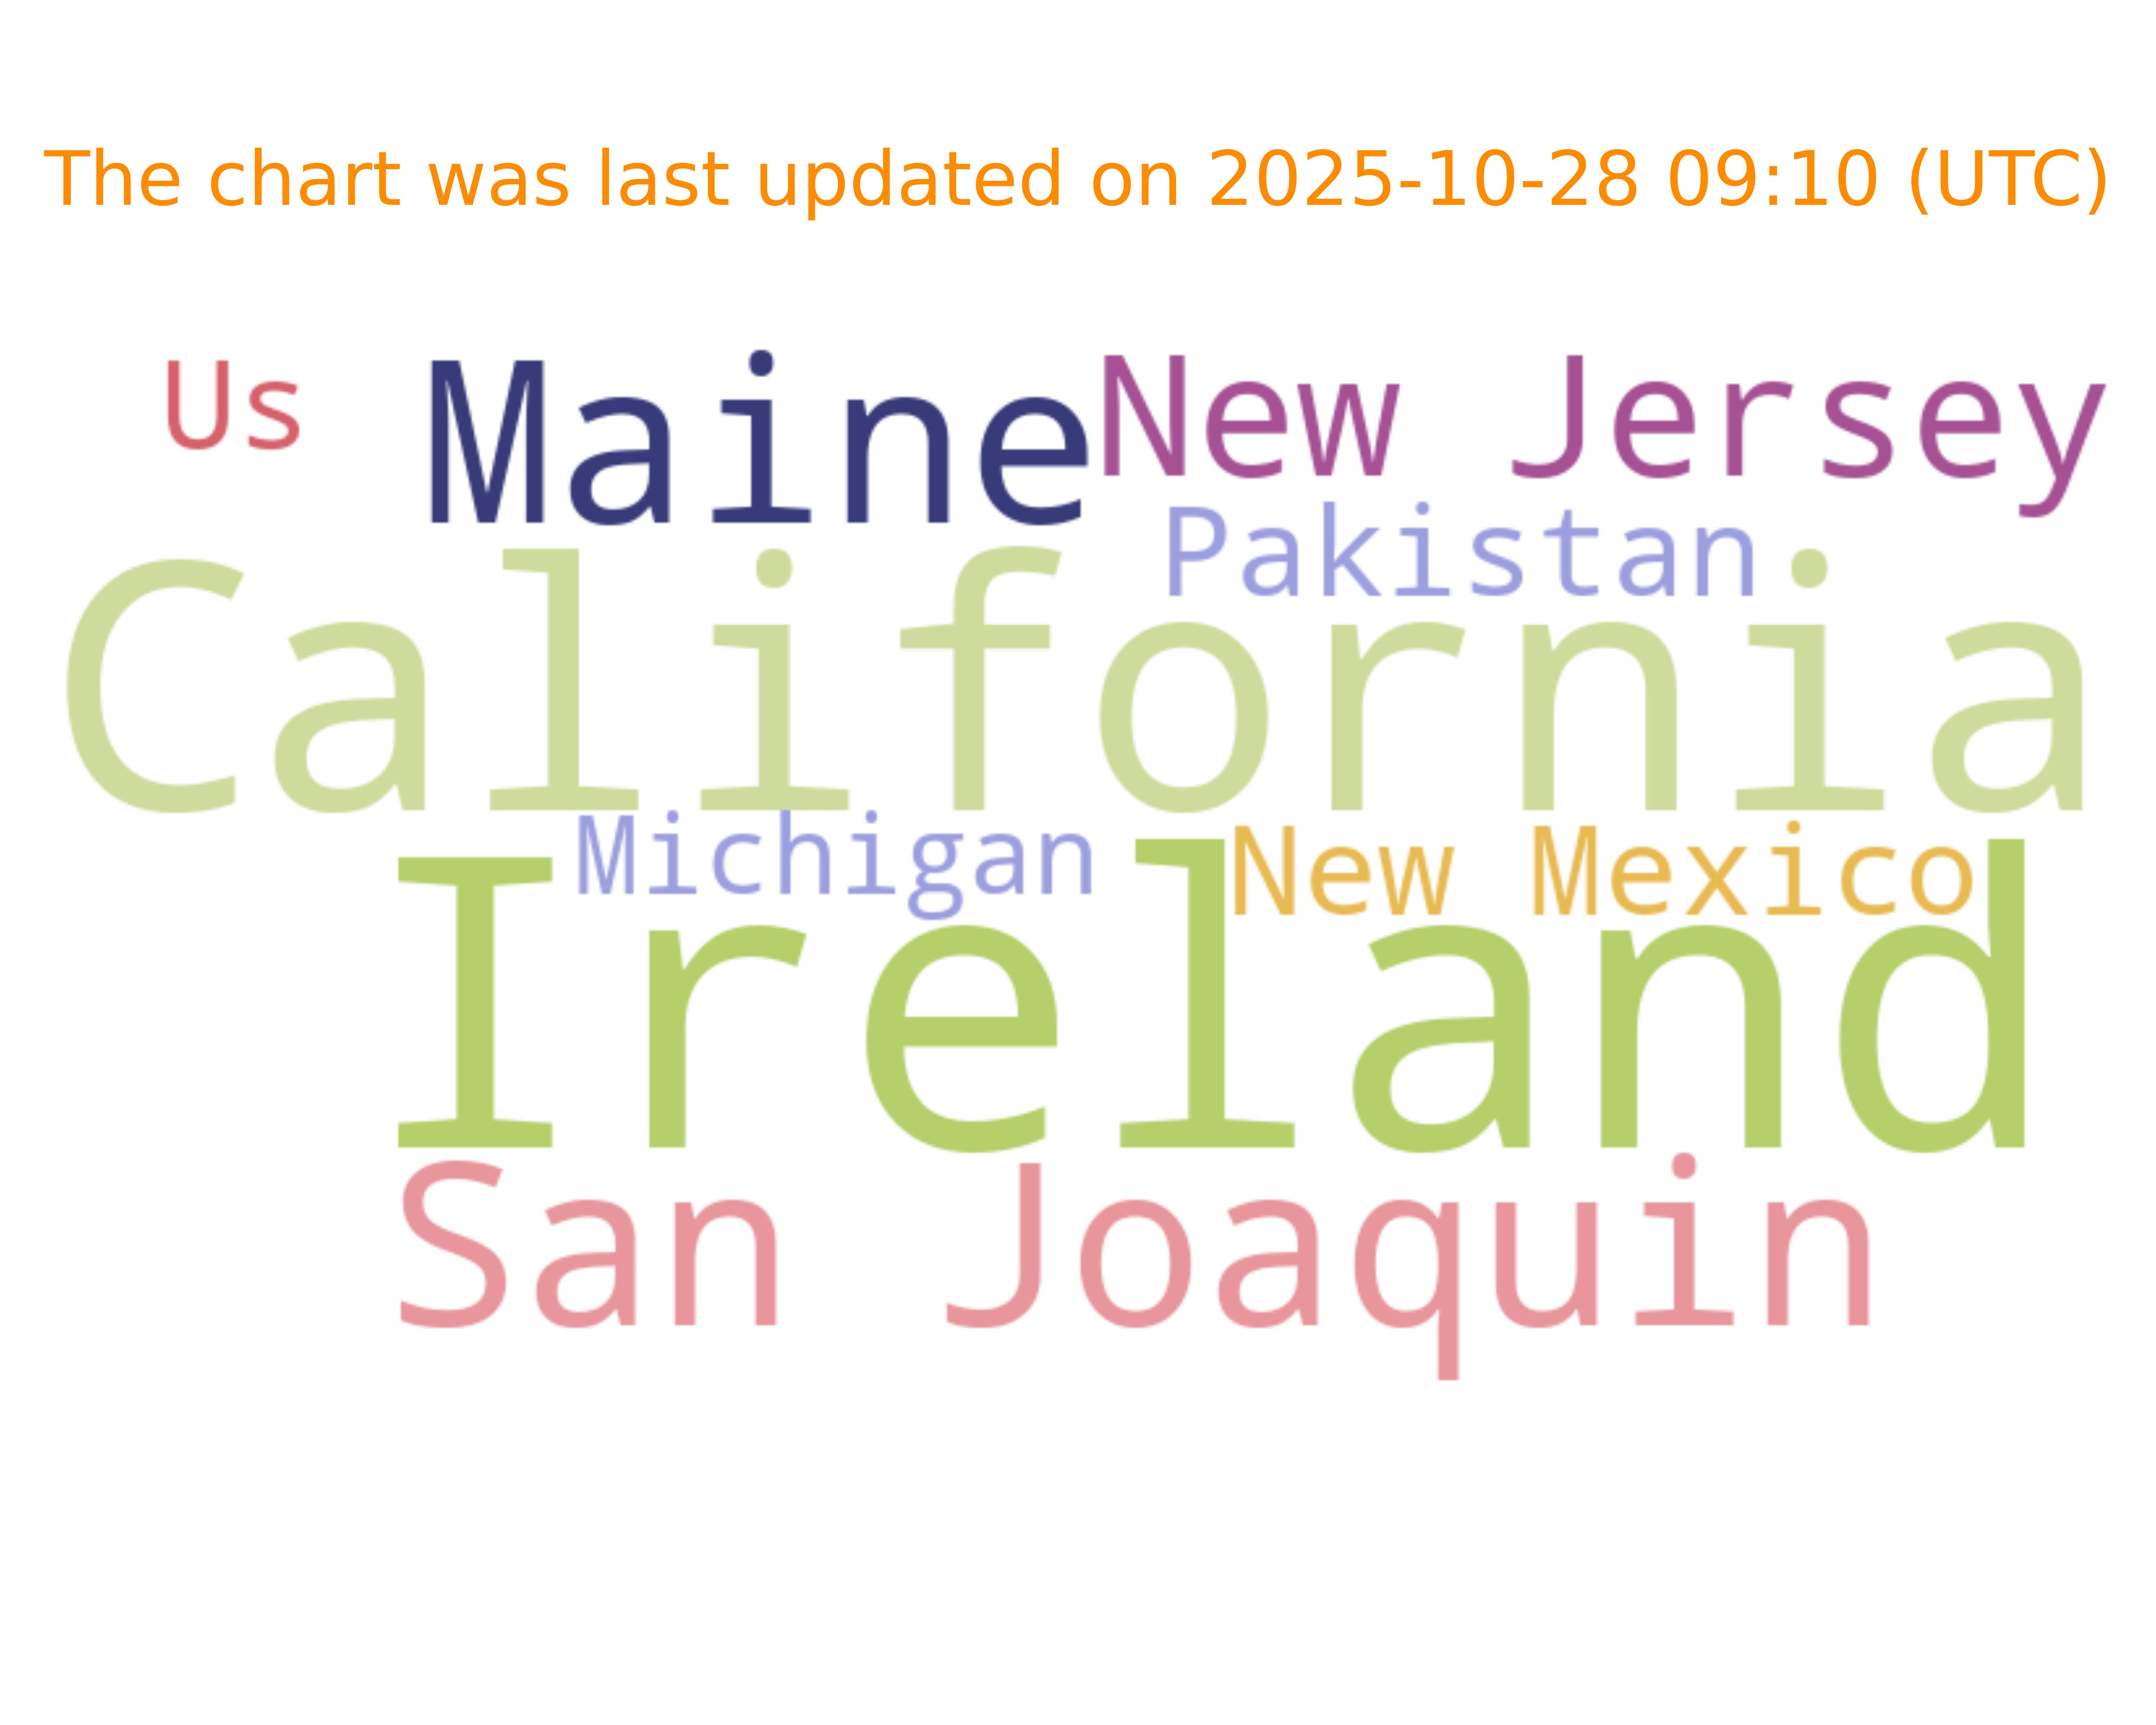 The chart was last updated on 2025-10-28 09:10 (UTC)
Us Maine New Jersey
Pakistan
California
Michigan New Mexico
Ireland
San Joaquin